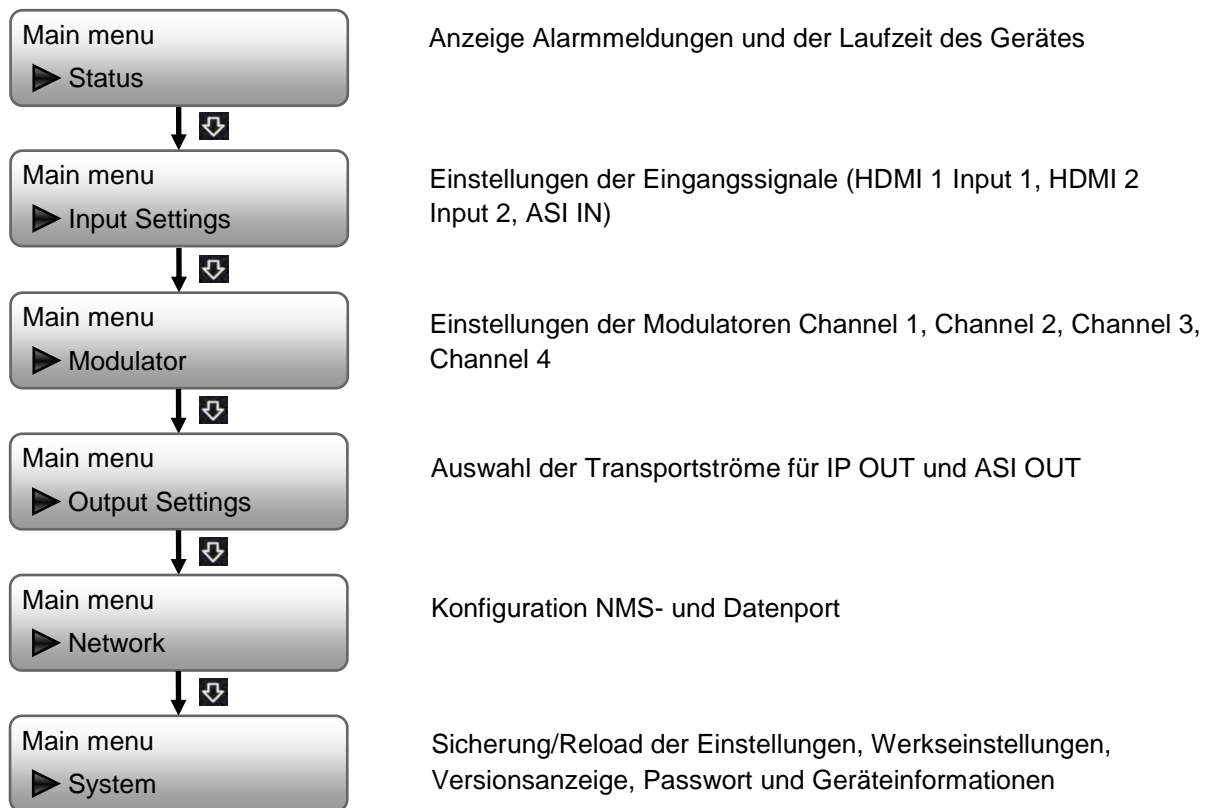 Main menu
Status
Anzeige Alarmmeldungen und der Laufzeit des Gerätes
Main menu
Input Settings
Einstellungen der Eingangssignale (HDMI 1 Input 1, HDMI 2
Input 2, ASI IN)
Main menu
Modulator
Einstellungen der Modulatoren Channel 1, Channel 2, Channel 3,
Channel 4
Main menu
Output Settings
Auswahl der Transportströme für IP OUT und ASI OUT
Main menu
Network
Konfiguration NMS- und Datenport
Main menu
System
Sicherung/Reload der Einstellungen, Werkseinstellungen,
Versionsanzeige, Passwort und Geräteinformationen